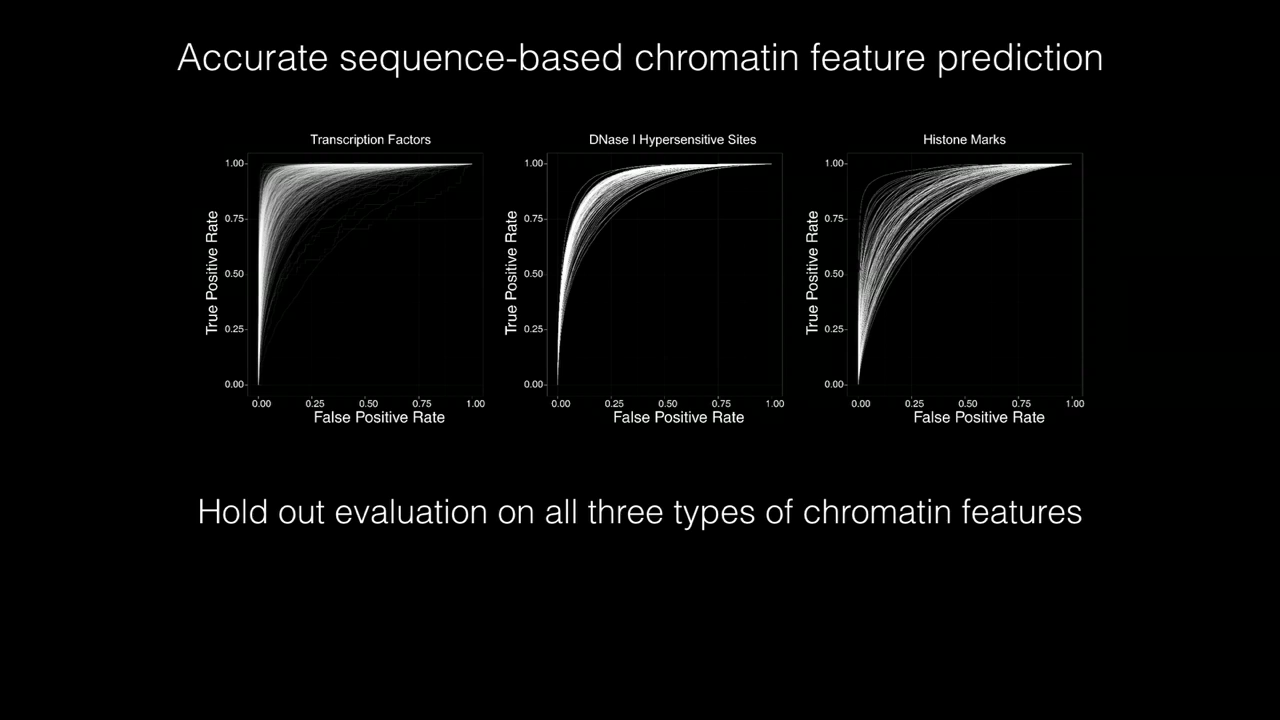 Accurate sequence-based chromatin feature prediction
Transcription Factors
1.00
0.75
0.50
0.25
0.00
True Positive Rate
0.00 0.25 0.50 0.75 1.00
False Positive Rate
DNase I Hypersensitive Sites
1.00
0.75
0.50
0.25
0.00
True Positive Rate
0.00 0.25 0.50 0.75 1.00
False Positive Rate
Histone Marks
1.00
0.75
0.50
0.25
0.00
True Positive Rate
0.00 0.25 0.50 0.75 1.00
False Positive Rate
Hold out evaluation on all three types of chromatin features